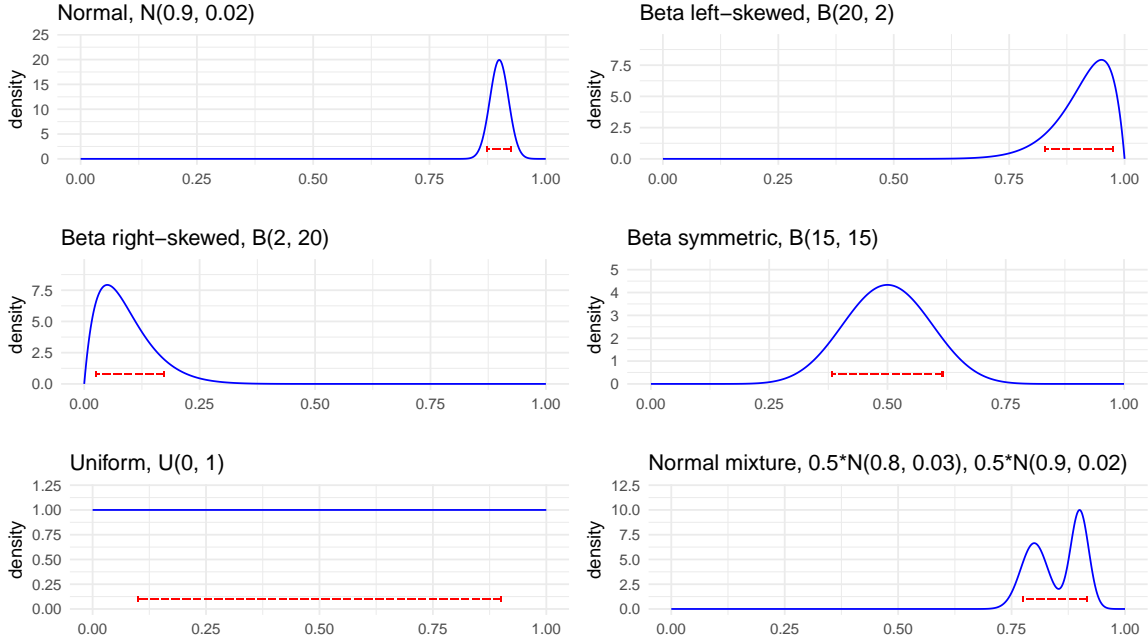 Normal, N(0.9, 0.02)
density
25
20
15
10
5
0
0.00 0.25 0.50 0.75 1.00
Beta left−skewed, B(20, 2)
density
7.5
5.0
2.5
0.0
0.00 0.25 0.50 0.75 1.00
Beta right−skewed, B(2, 20)
density
7.5
5.0
2.5
0.0
0.00 0.25 0.50 0.75 1.00
Beta symmetric, B(15, 15)
density
5
4
3
2
1
0
0.00 0.25 0.50 0.75 1.00
Uniform, U(0, 1)
density
1.25
1.00
0.75
0.50
0.25
0.00
0.00 0.25 0.50 0.75 1.00
Normal mixture, 0.5*N(0.8, 0.03), 0.5*N(0.9, 0.02)
density
12.5
10.0
7.5
5.0
2.5
0.0
0.00 0.25 0.50 0.75 1.00